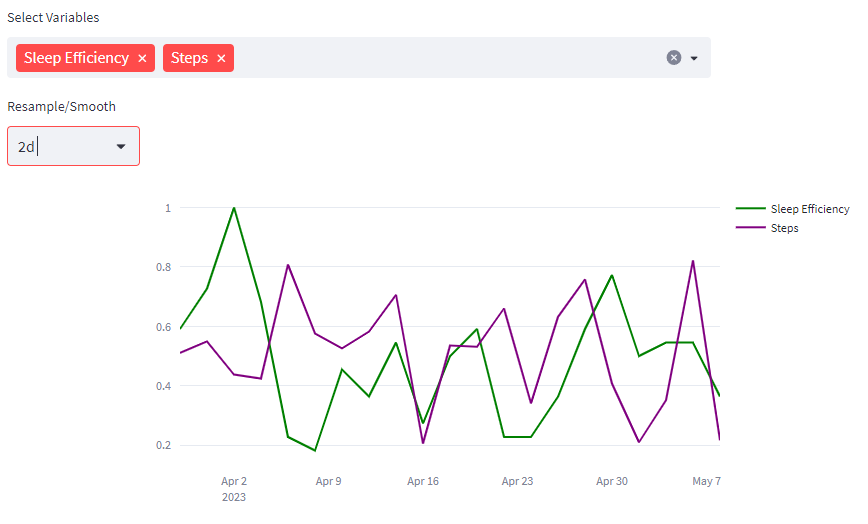 Select Variables
Sleep Efficiency × Steps ×
Resample/Smooth
2d
1
0.8
0.6
0.4
0.2
Apr 2 Apr 9 Apr 16 Apr 23 Apr 30 May 7
2023
Sleep Efficiency
Steps